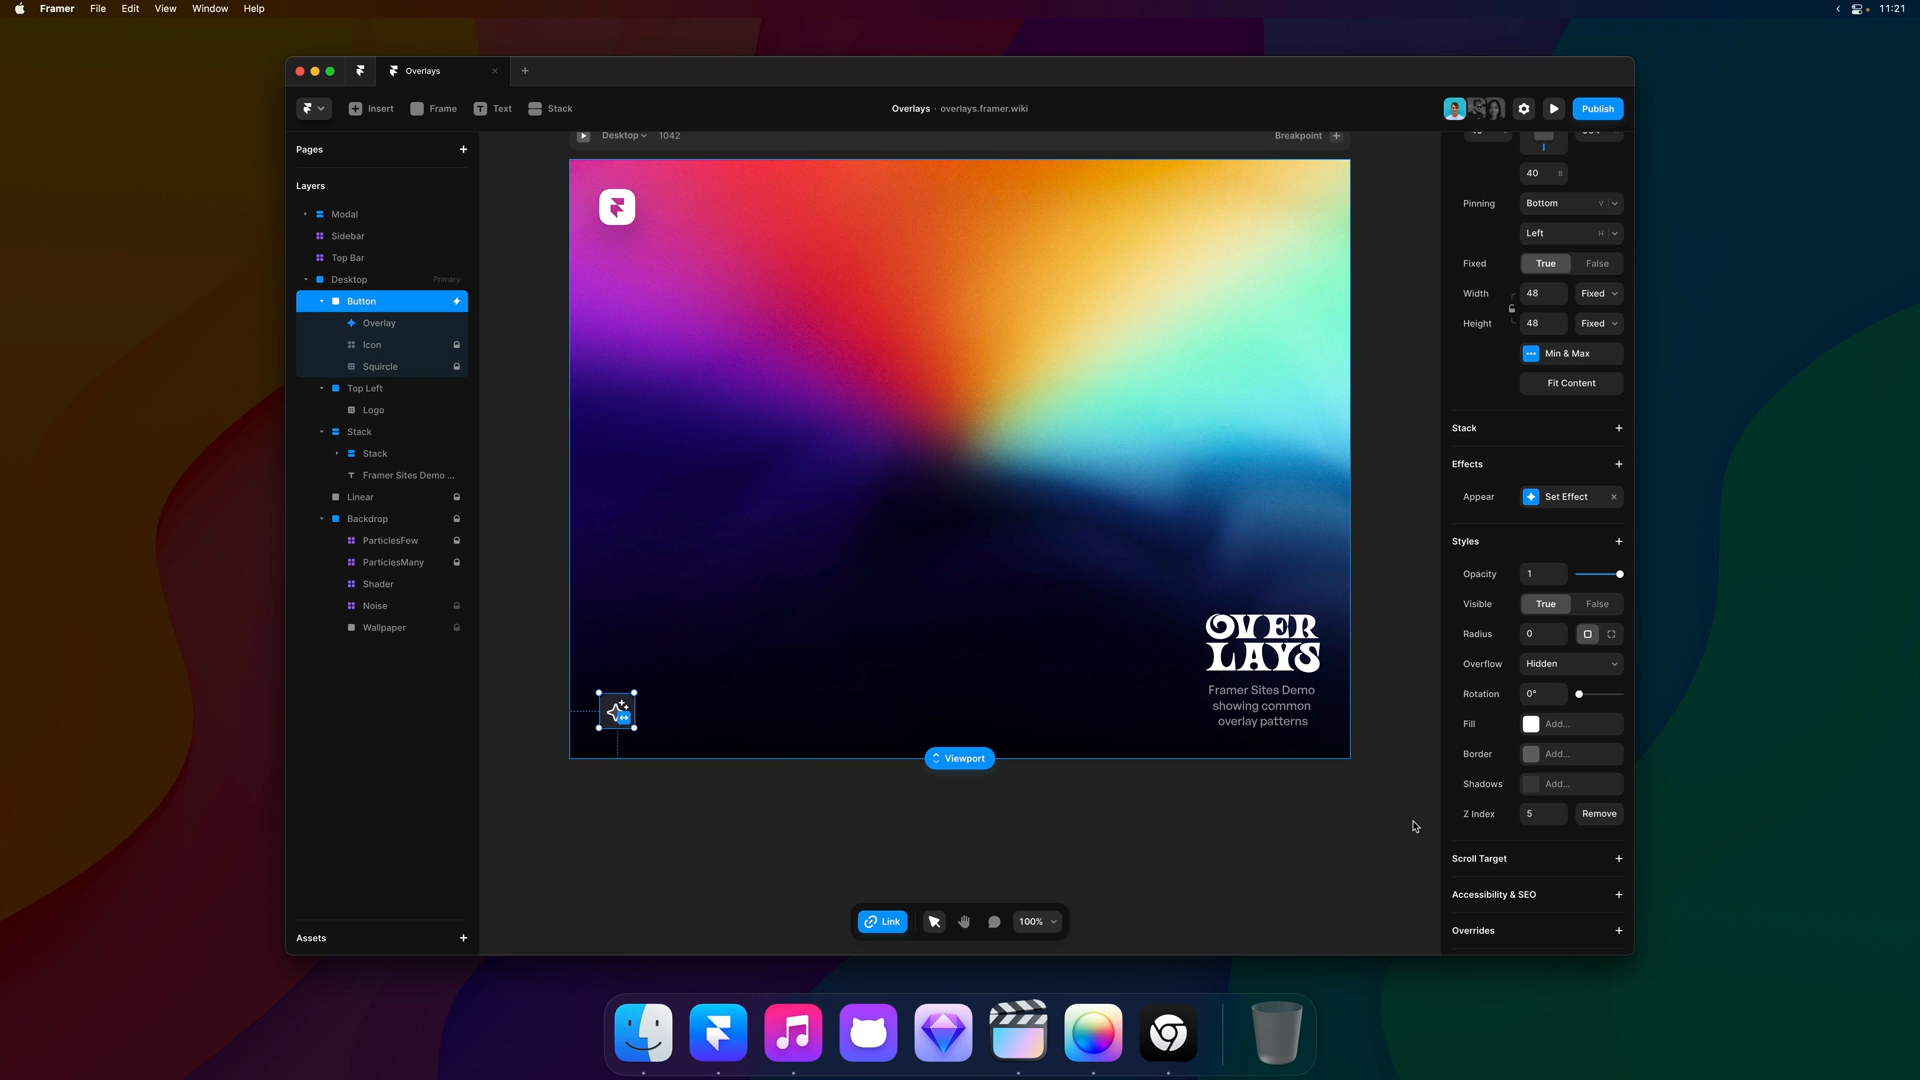 Framer File Edit View Window Help
11:21
Overlays
Insert Frame Text Stack
Overlays · overlays.framer.wiki
Publish
Pages
Layers
Modal
Sidebar
Top Bar
Desktop Primary
Button
Overlay
Icon
Squircle
Top Left
Logo
Stack
Stack
Framer Sites Demo ...
Linear
Backdrop
ParticlesFew
ParticlesMany
Shader
Noise
Wallpaper
Assets
Desktop 1042
Breakpoint
OVER
LAYS
Framer Sites Demo
showing common
overlay patterns
Viewport
Link
100%
40 B
Pinning Bottom V
Left H
Fixed True False
Width 48 Fixed
Height 48 Fixed
Min & Max
Fit Content
Stack
Effects
Appear Set Effect
Styles
Opacity 1
Visible True False
Radius 0
Overflow Hidden
Rotation 0°
Fill Add...
Border Add...
Shadows Add...
Z Index 5 Remove
Scroll Target
Accessibility & SEO
Overrides